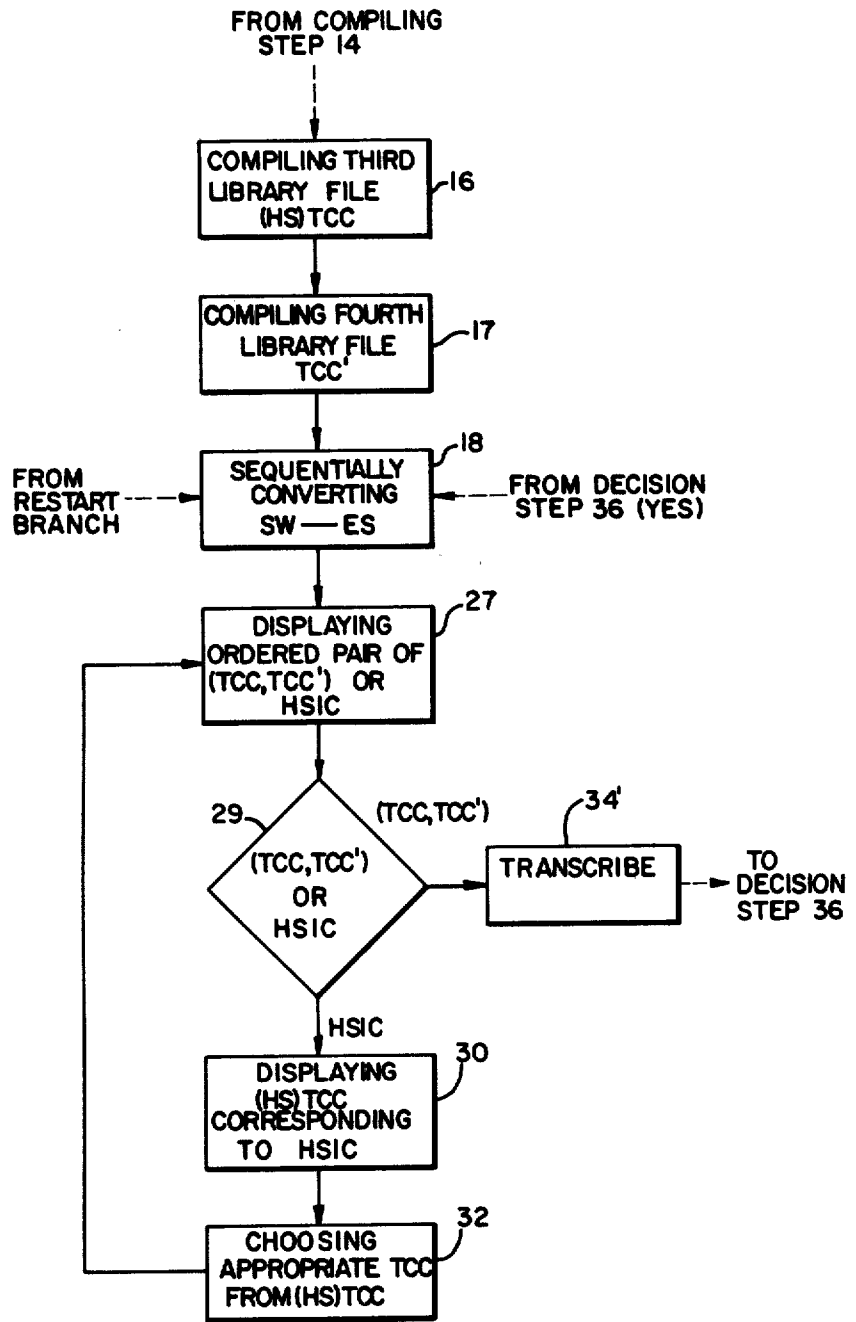 FROM COMPILING
STEP 14
COMPILING THIRD
LIBRARY FILE
(HS)TCC
16
COMPILING FOURTH
LIBRARY FILE
TCC'
17
18
FROM
RESTART
BRANCH
SEQUENTIALLY
CONVERTING
SW — ES
FROM DECISION
STEP 36 (YES)
27
DISPLAYING
ORDERED PAIR OF
(TCC,TCC') OR
HSIC
29
(TCC,TCC')
OR
HSIC
(TCC,TCC')
34'
TRANSCRIBE
TO
DECISION
STEP 36
HSIC
30
DISPLAYING
(HS)TCC
CORRESPONDING
TO HSIC
32
CHOOSING
APPROPRIATE TCC
FROM(HS)TCC